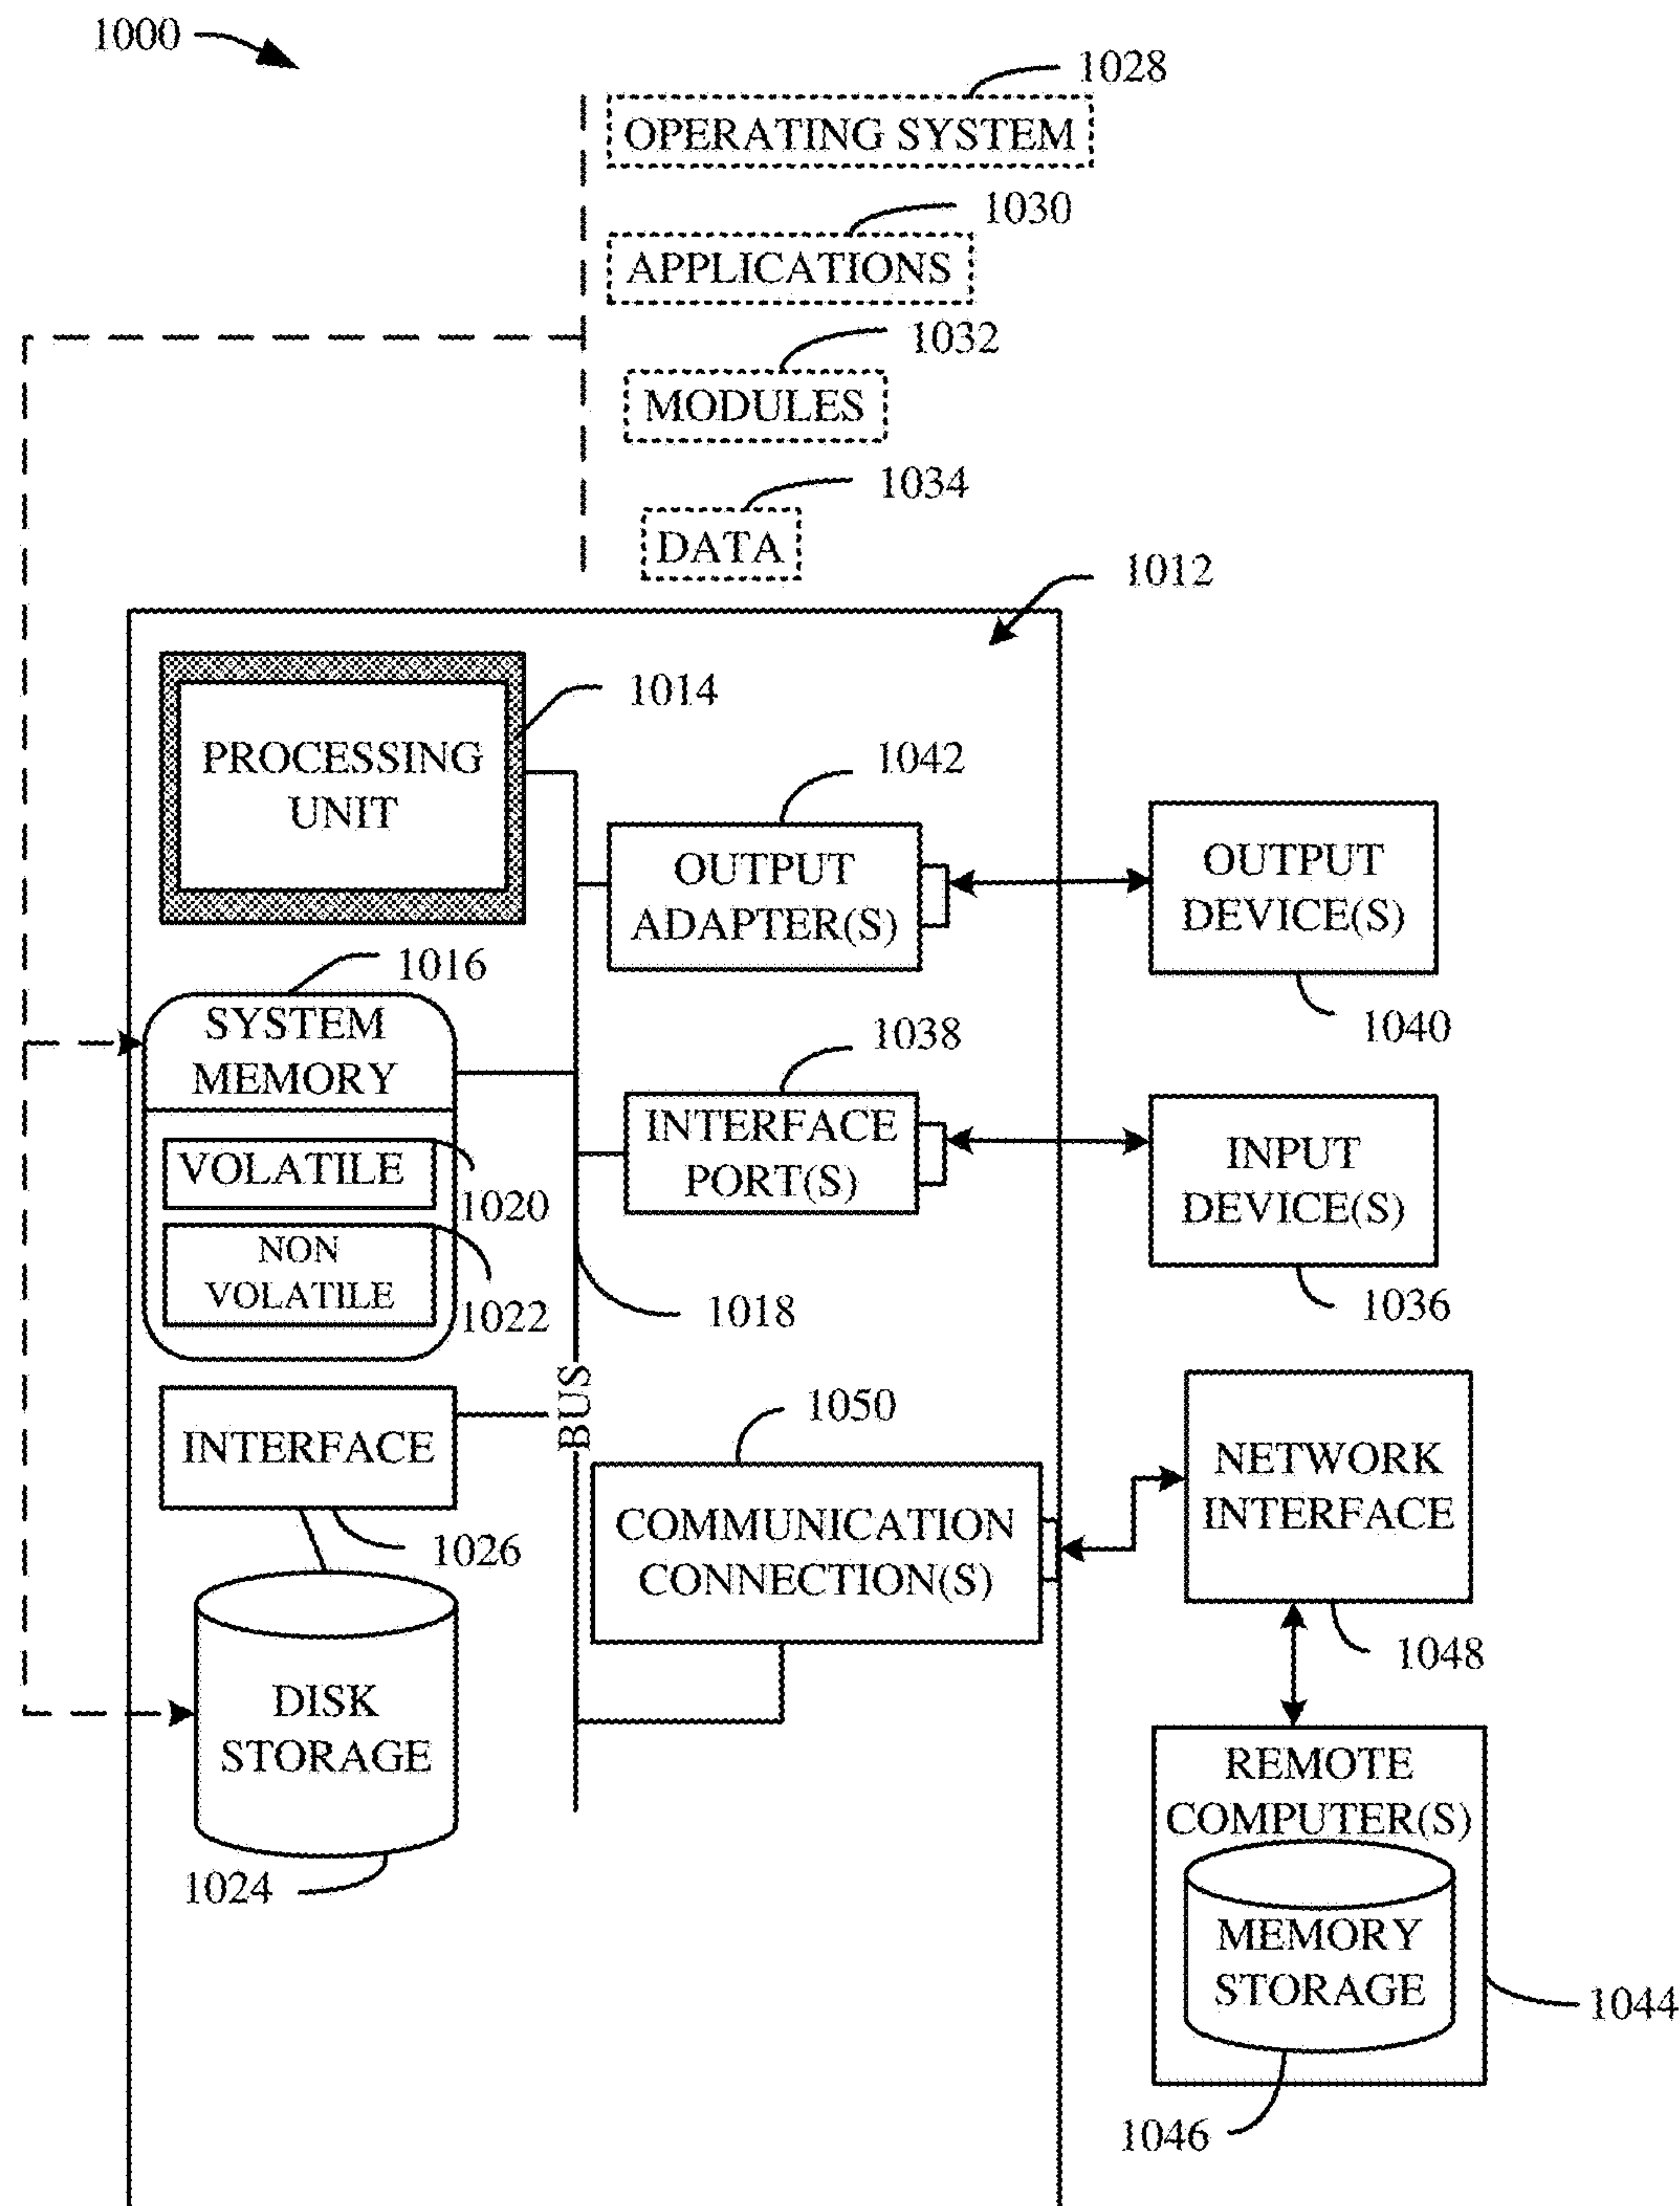 1000
1028
OPERATING SYSTEM
1030
APPLICATIONS
1032
MODULES
1034
DATA
1012
1014
PROCESSING
UNIT
1042
OUTPUT
ADAPTER(S)
OUTPUT
DEVICE(S)
1040
1016
SYSTEM
MEMORY
VOLATILE
1020
NON
VOLATILE
1022
1038
INTERFACE
PORT(S)
INPUT
DEVICE(S)
1036
1018
BUS
INTERFACE
1026
1050
COMMUNICATION
CONNECTION(S)
NETWORK
INTERFACE
1048
DISK
STORAGE
1024
REMOTE
COMPUTER(S)
MEMORY
STORAGE
1044
1046